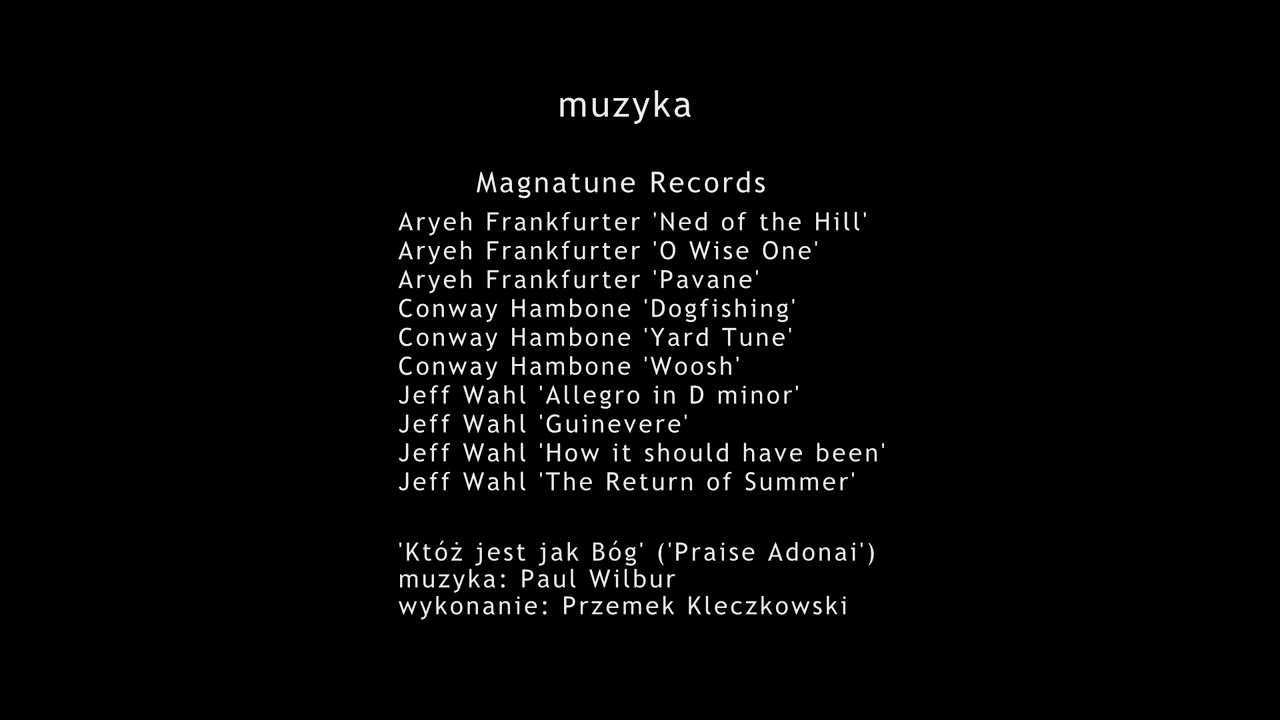 muzyka
Magnatune Records
Aryeh Frankfurter 'Ned of the Hill'
Aryeh Frankfurter 'O Wise One'
Aryeh Frankfurter 'Pavane'
Conway Hambone 'Dogfishing'
Conway Hambone 'Yard Tune'
Conway Hambone 'Woosh'
Jeff Wahl 'Allegro in D minor'
Jeff Wahl 'Guinevere'
Jeff Wahl 'How it should have been'
Jeff Wahl 'The Return of Summer'
'Któż jest jak Bóg' ('Praise Adonai')
muzyka: Paul Wilbur
wykonanie: Przemek Kleczkowski